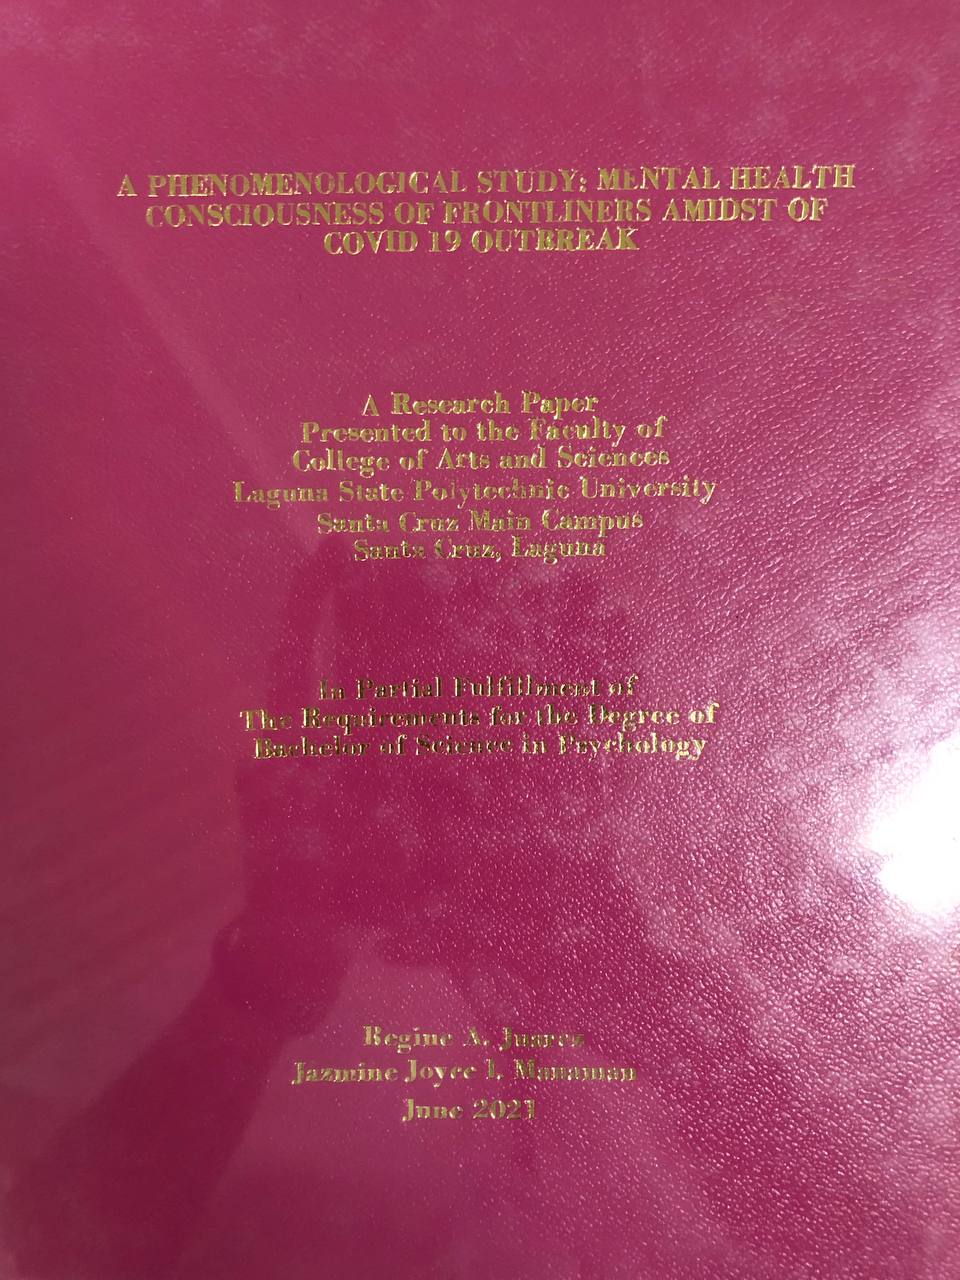 A PHENOMENOLOGICAL STUDY: MENTAL HEALTH
CONSCIOUSNESS OF FRONTLINERS AMIDST OF
COVID 19 OUTBREAK
A Research Paper
Presented to the Faculty of
College of Arts and Sciences
Laguna State Polytechnic University
Santa Cruz Main Campus
Santa Cruz, Laguna
In Partial Fulfillment of
The Requirements for the Degree of
Bachelor of Science in Psychology
Regine A. Juarez
Jazmine Joyce I. Manaman
June 2021